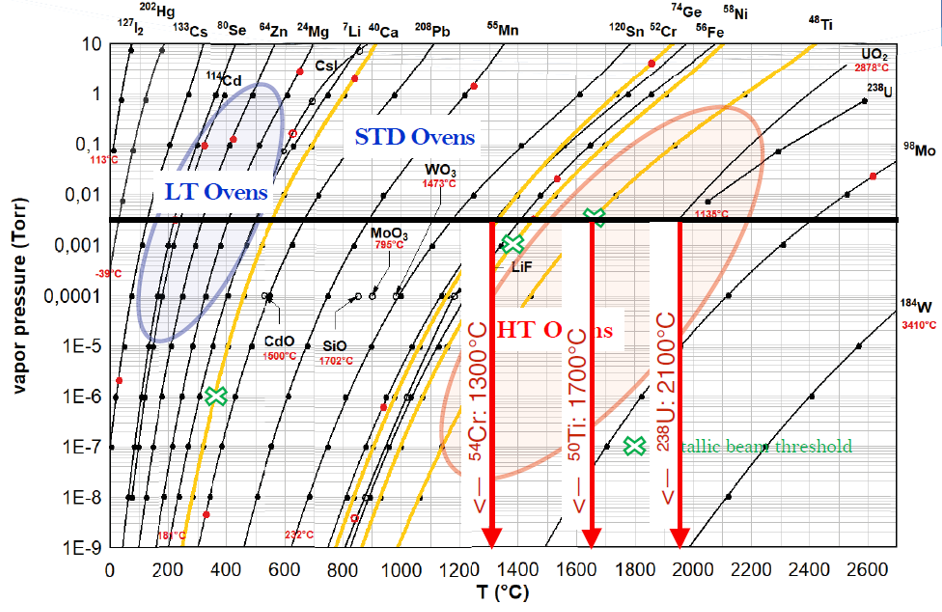 ²⁰²Hg
¹²⁷I₂
¹³³Cs
⁸⁰Se
⁶⁴Zn
²⁴Mg
⁷Li
⁴⁰Ca
²⁰⁸Pb
⁵⁵Mn
¹²⁰Sn
⁵²Cr
⁷⁴Ge
⁵⁶Fe
⁵⁸Ni
⁴⁸Ti
10
CsI
UO₂
2878°C
¹¹⁴Cd
²³⁸U
1
STD Ovens
0,1
113°C
⁹⁸Mo
WO₃
1473°C
LT Ovens
0,01
1135°C
MoO₃
795°C
0,001
-39°C
LiF
0,0001
¹⁸⁴W
3410°C
HT O ens
CdO
1500°C
SiO
1702°C
1E-5
1E-6
1E-7
tallic beam threshold
1E-8
1E-9
181°C
232°C
<— ⁵⁴Cr: 1300°C
<— ⁵⁰Ti: 1700°C
<— ²³⁸U: 2100°C
vapor pressure (Torr)
0 200 400 600 800 1000 1200 1400 1600 1800 2000 2200 2400 2600
T (°C)